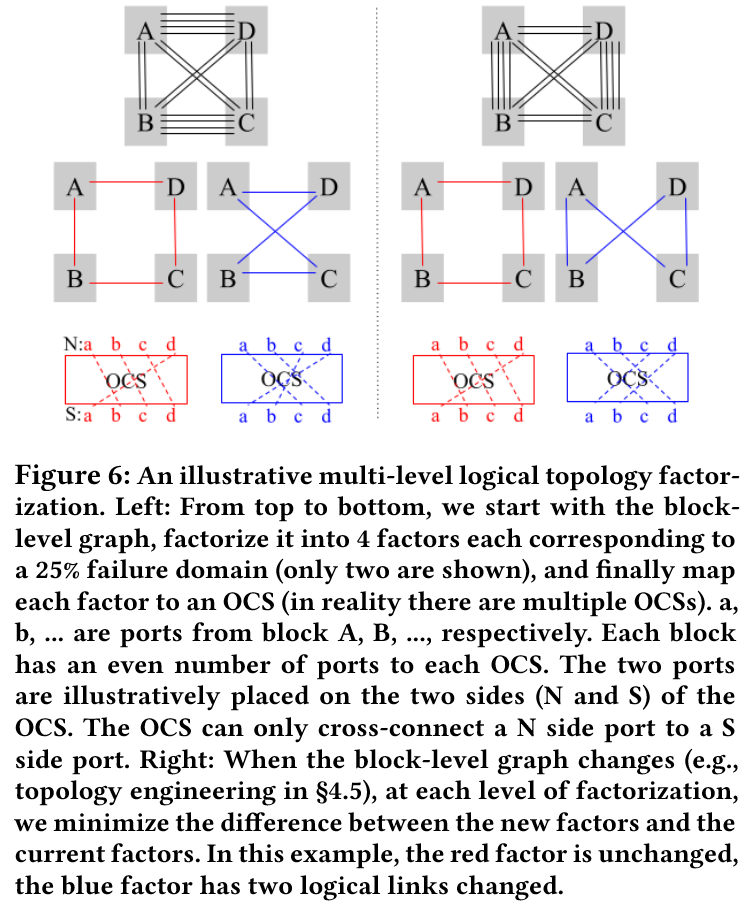 A D A D
B C B C
A D A D A D A D
B C B C B C B C
N:a b c d a b c d a b c d a b c d
OCS OCS OCS OCS
S:a b c d a b c d a b c d a b c d
Figure 6: An illustrative multi-level logical topology factor-
ization. Left: From top to bottom, we start with the block-
level graph, factorize it into 4 factors each corresponding to
a 25% failure domain (only two are shown), and finally map
each factor to an OCS (in reality there are multiple OCSs). a,
b, ... are ports from block A, B, ..., respectively. Each block
has an even number of ports to each OCS. The two ports
are illustratively placed on the two sides (N and S) of the
OCS. The OCS can only cross-connect a N side port to a S
side port. Right: When the block-level graph changes (e.g.,
topology engineering in §4.5), at each level of factorization,
we minimize the difference between the new factors and the
current factors. In this example, the red factor is unchanged,
the blue factor has two logical links changed.